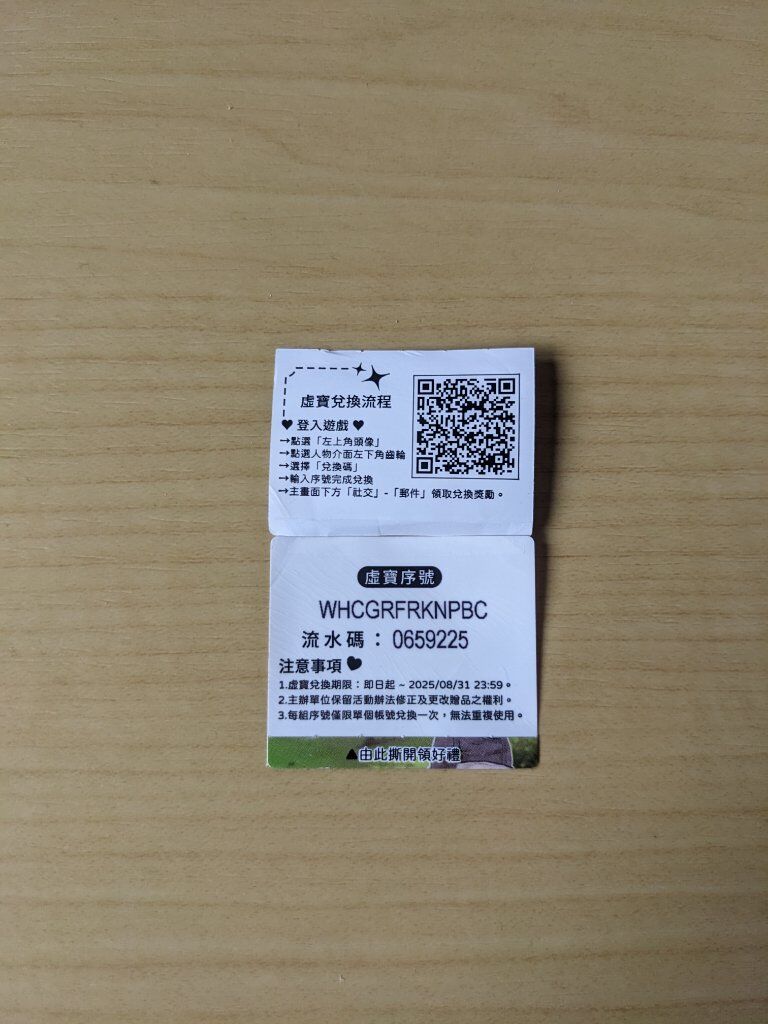 虛寶兌換流程
♥ 登入遊戲 ♥
→點選「左上角頭像」
→點選人物介面左下角齒輪
→選擇「兌換碼」
→輸入序號完成兌換
→主畫面下方「社交」-「郵件」領取兌換獎勵。
虛寶序號
WHCGRFRKNPBC
流水碼：0659225
注意事項
1.虛寶兌換期限：即日起 ~ 2025/08/31 23:59。
2.主辦單位保留活動辦法修正及更改贈品之權利。
3.每組序號僅限單個帳號兌換一次，無法重複使用。
▲由此撕開領好禮